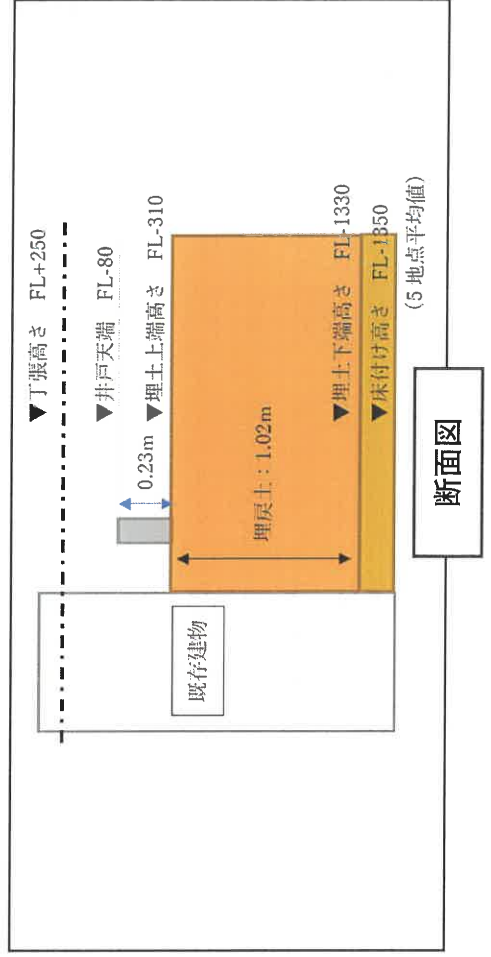 ▼丁張高さ FL+250
▼井戸天端 FL-80
0.23m
▼埋土上端高さ FL-310
既存建物
埋戻土:1.02m
▼埋土下端高さ FL-1330
▼床付け高さ FL-1350
(5 地点平均値)
断面図